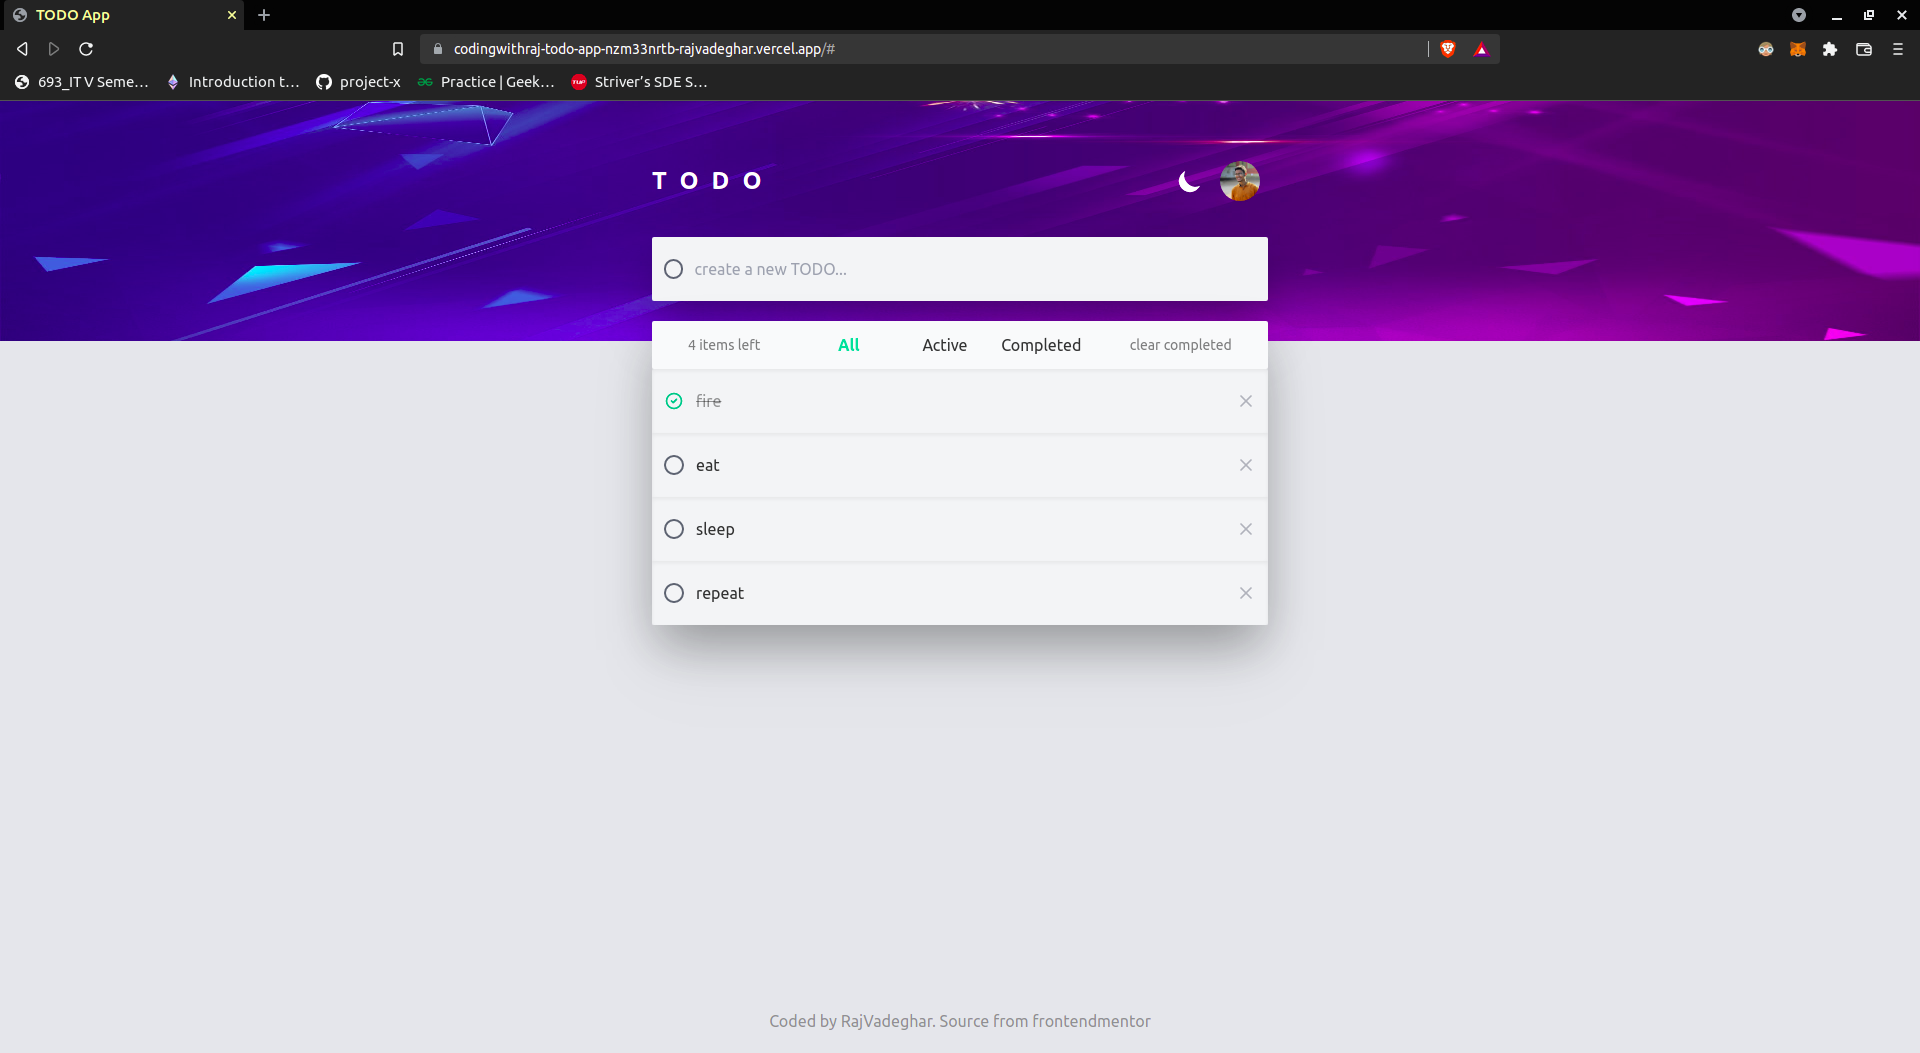 TODO App
codingwithraj-todo-app-nzm33nrtb-rajvadeghar.vercel.app/#
693_IT V Seme... Introduction t... project-x Practice | Geek... Striver's SDE S...
TODO
create a new TODO...
4 items left All Active Completed clear completed
fire
eat
sleep
repeat
Coded by RajVadeghar. Source from frontendmentor